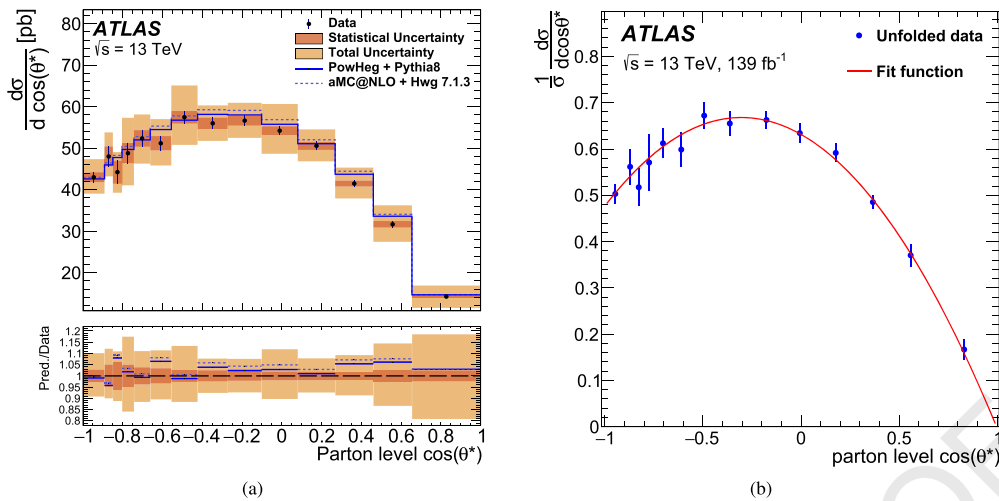 ATLAS
√s = 13 TeV
Data
Statistical Uncertainty
Total Uncertainty
PowHeg + Pythia8
aMC@NLO + Hwg 7.1.3
dσ
d cos(θ*) [pb]
80
70
60
50
40
30
20
1.2
1.15
1.1
1.05
1
0.95
0.9
0.85
0.8
Pred./Data
−1 −0.8 −0.6 −0.4 −0.2 0 0.2 0.4 0.6 0.8 1
Parton level cos(θ*)
(a)
ATLAS
√s = 13 TeV, 139 fb-1
Unfolded data
Fit function
1 dσ
σ dcosθ*
0.8
0.7
0.6
0.5
0.4
0.3
0.2
0.1
0
−1 −0.5 0 0.5 1
parton level cos(θ*)
(b)